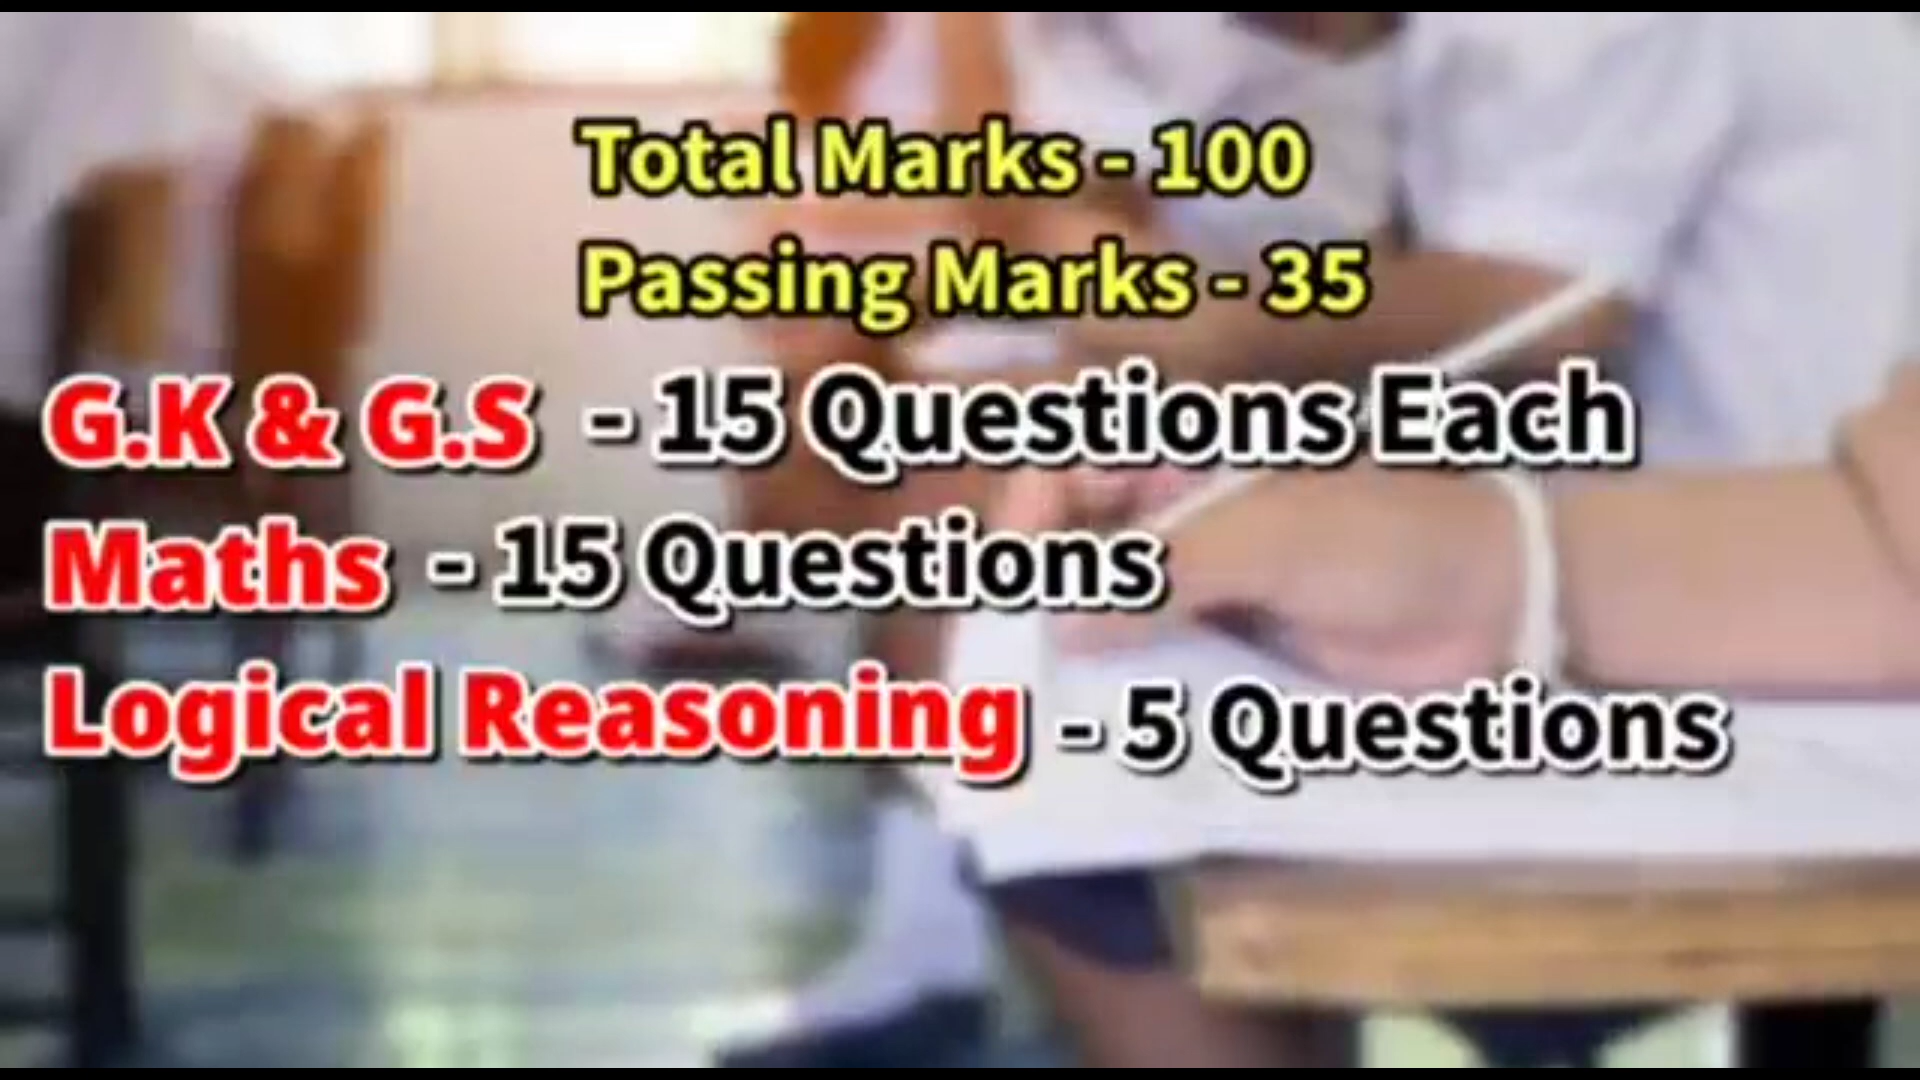 Total Marks - 100
Passing Marks - 35
G.K & G.S - 15 Questions Each
Maths - 15 Questions
Logical Reasoning - 5 Questions